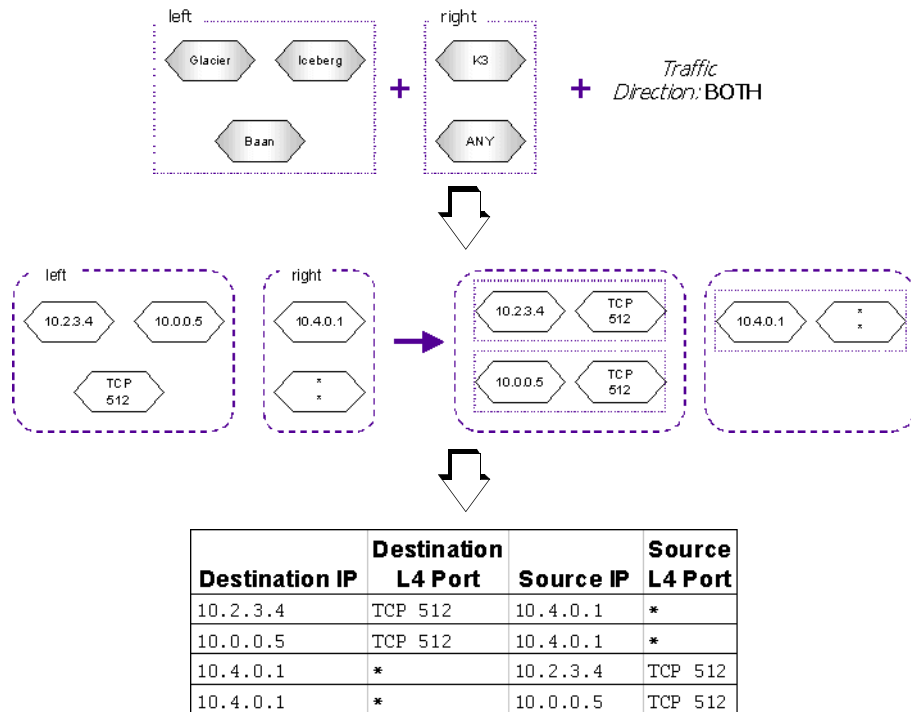 left
right
Glacier
Iceberg
K3
Baan
ANY
+
+
Traffic
Direction: BOTH
left
right
10.2.3.4
10.0.0.5
TCP
512
10.4.0.1
*
*
10.2.3.4
TCP
512
10.0.0.5
TCP
512
10.4.0.1
*
*
Destination IP
Destination
L4 Port
Source IP
Source
L4 Port
10.2.3.4 TCP 512 10.4.0.1 *
10.0.0.5 TCP 512 10.4.0.1 *
10.4.0.1 * 10.2.3.4 TCP 512
10.4.0.1 * 10.0.0.5 TCP 512